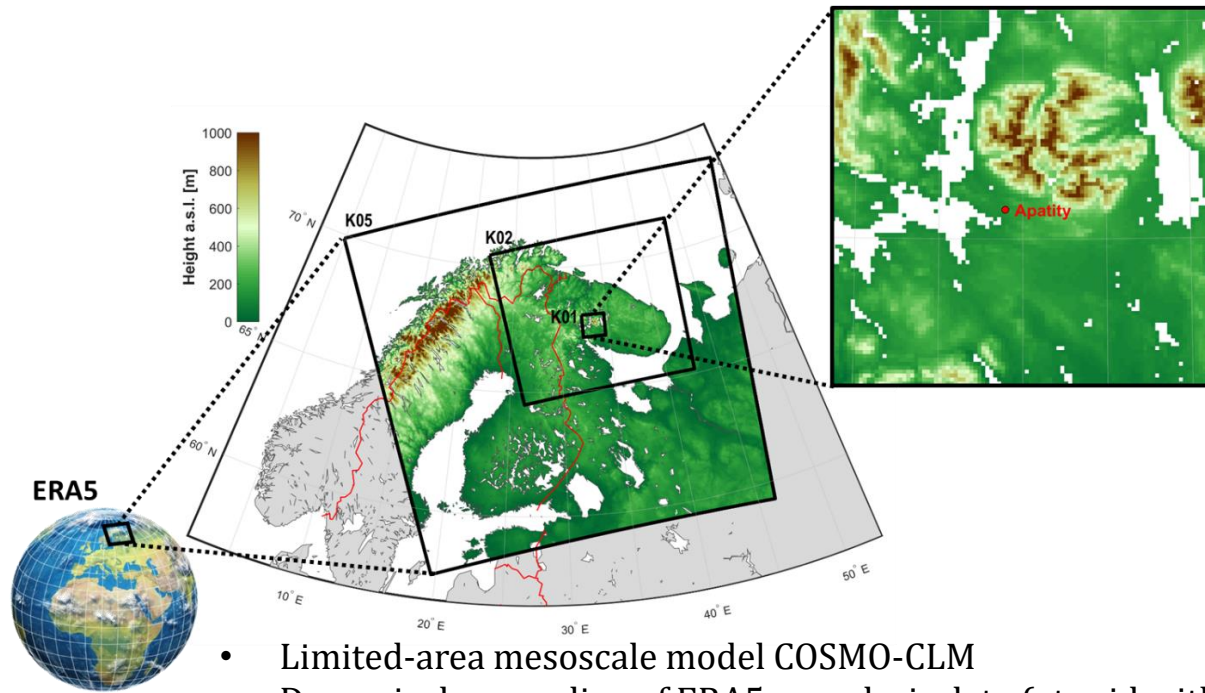 1000
800
600
400
200
0
Height a.s.l. [m]
70° N
65° N
60° N
K05
K02
K01
Apatity
ERA5
10° E
20° E
30° E
40° E
50° E
• Limited-area mesoscale model COSMO-CLM